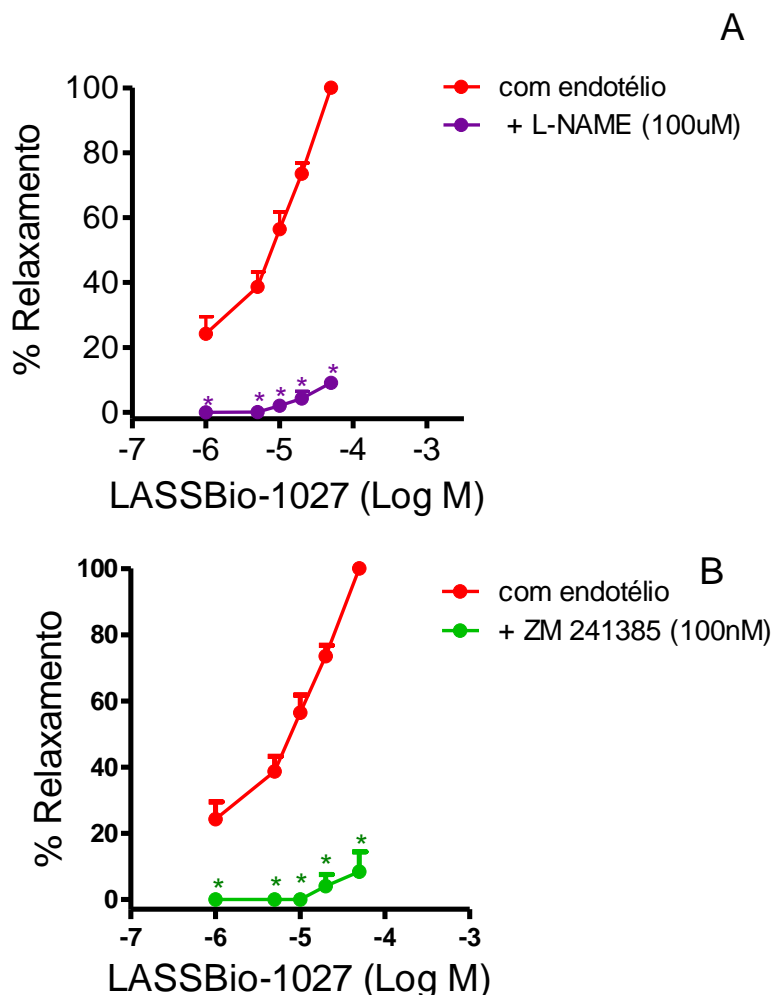 A
com endotélio
+ L-NAME (100uM)
% Relaxamento
100
80
60
40
20
0
* * * * *
-7 -6 -5 -4 -3
LASSBio-1027 (Log M)
B
com endotélio
+ ZM 241385 (100nM)
% Relaxamento
100
80
60
40
20
0
* * * * *
-7 -6 -5 -4 -3
LASSBio-1027 (Log M)